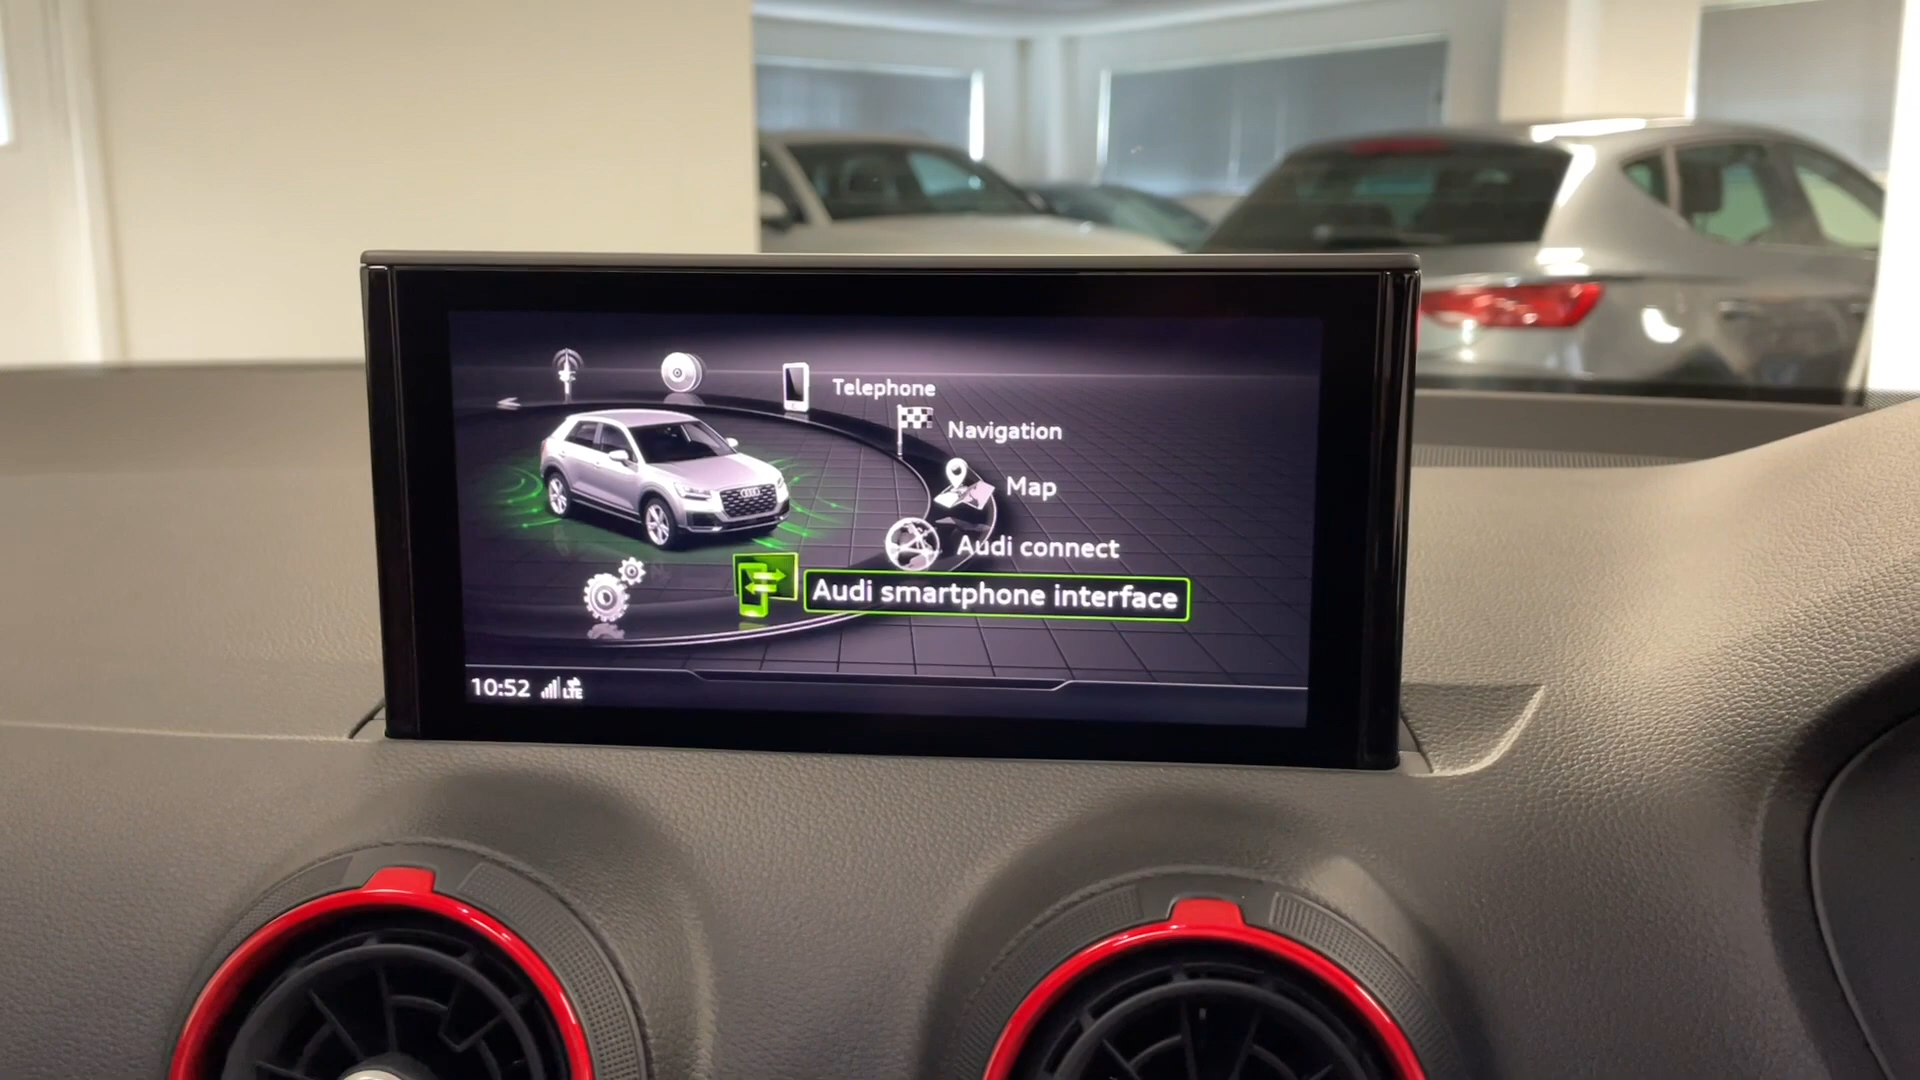 Telephone
Navigation
Map
Audi connect
Audi smartphone interface
10:52 LTE